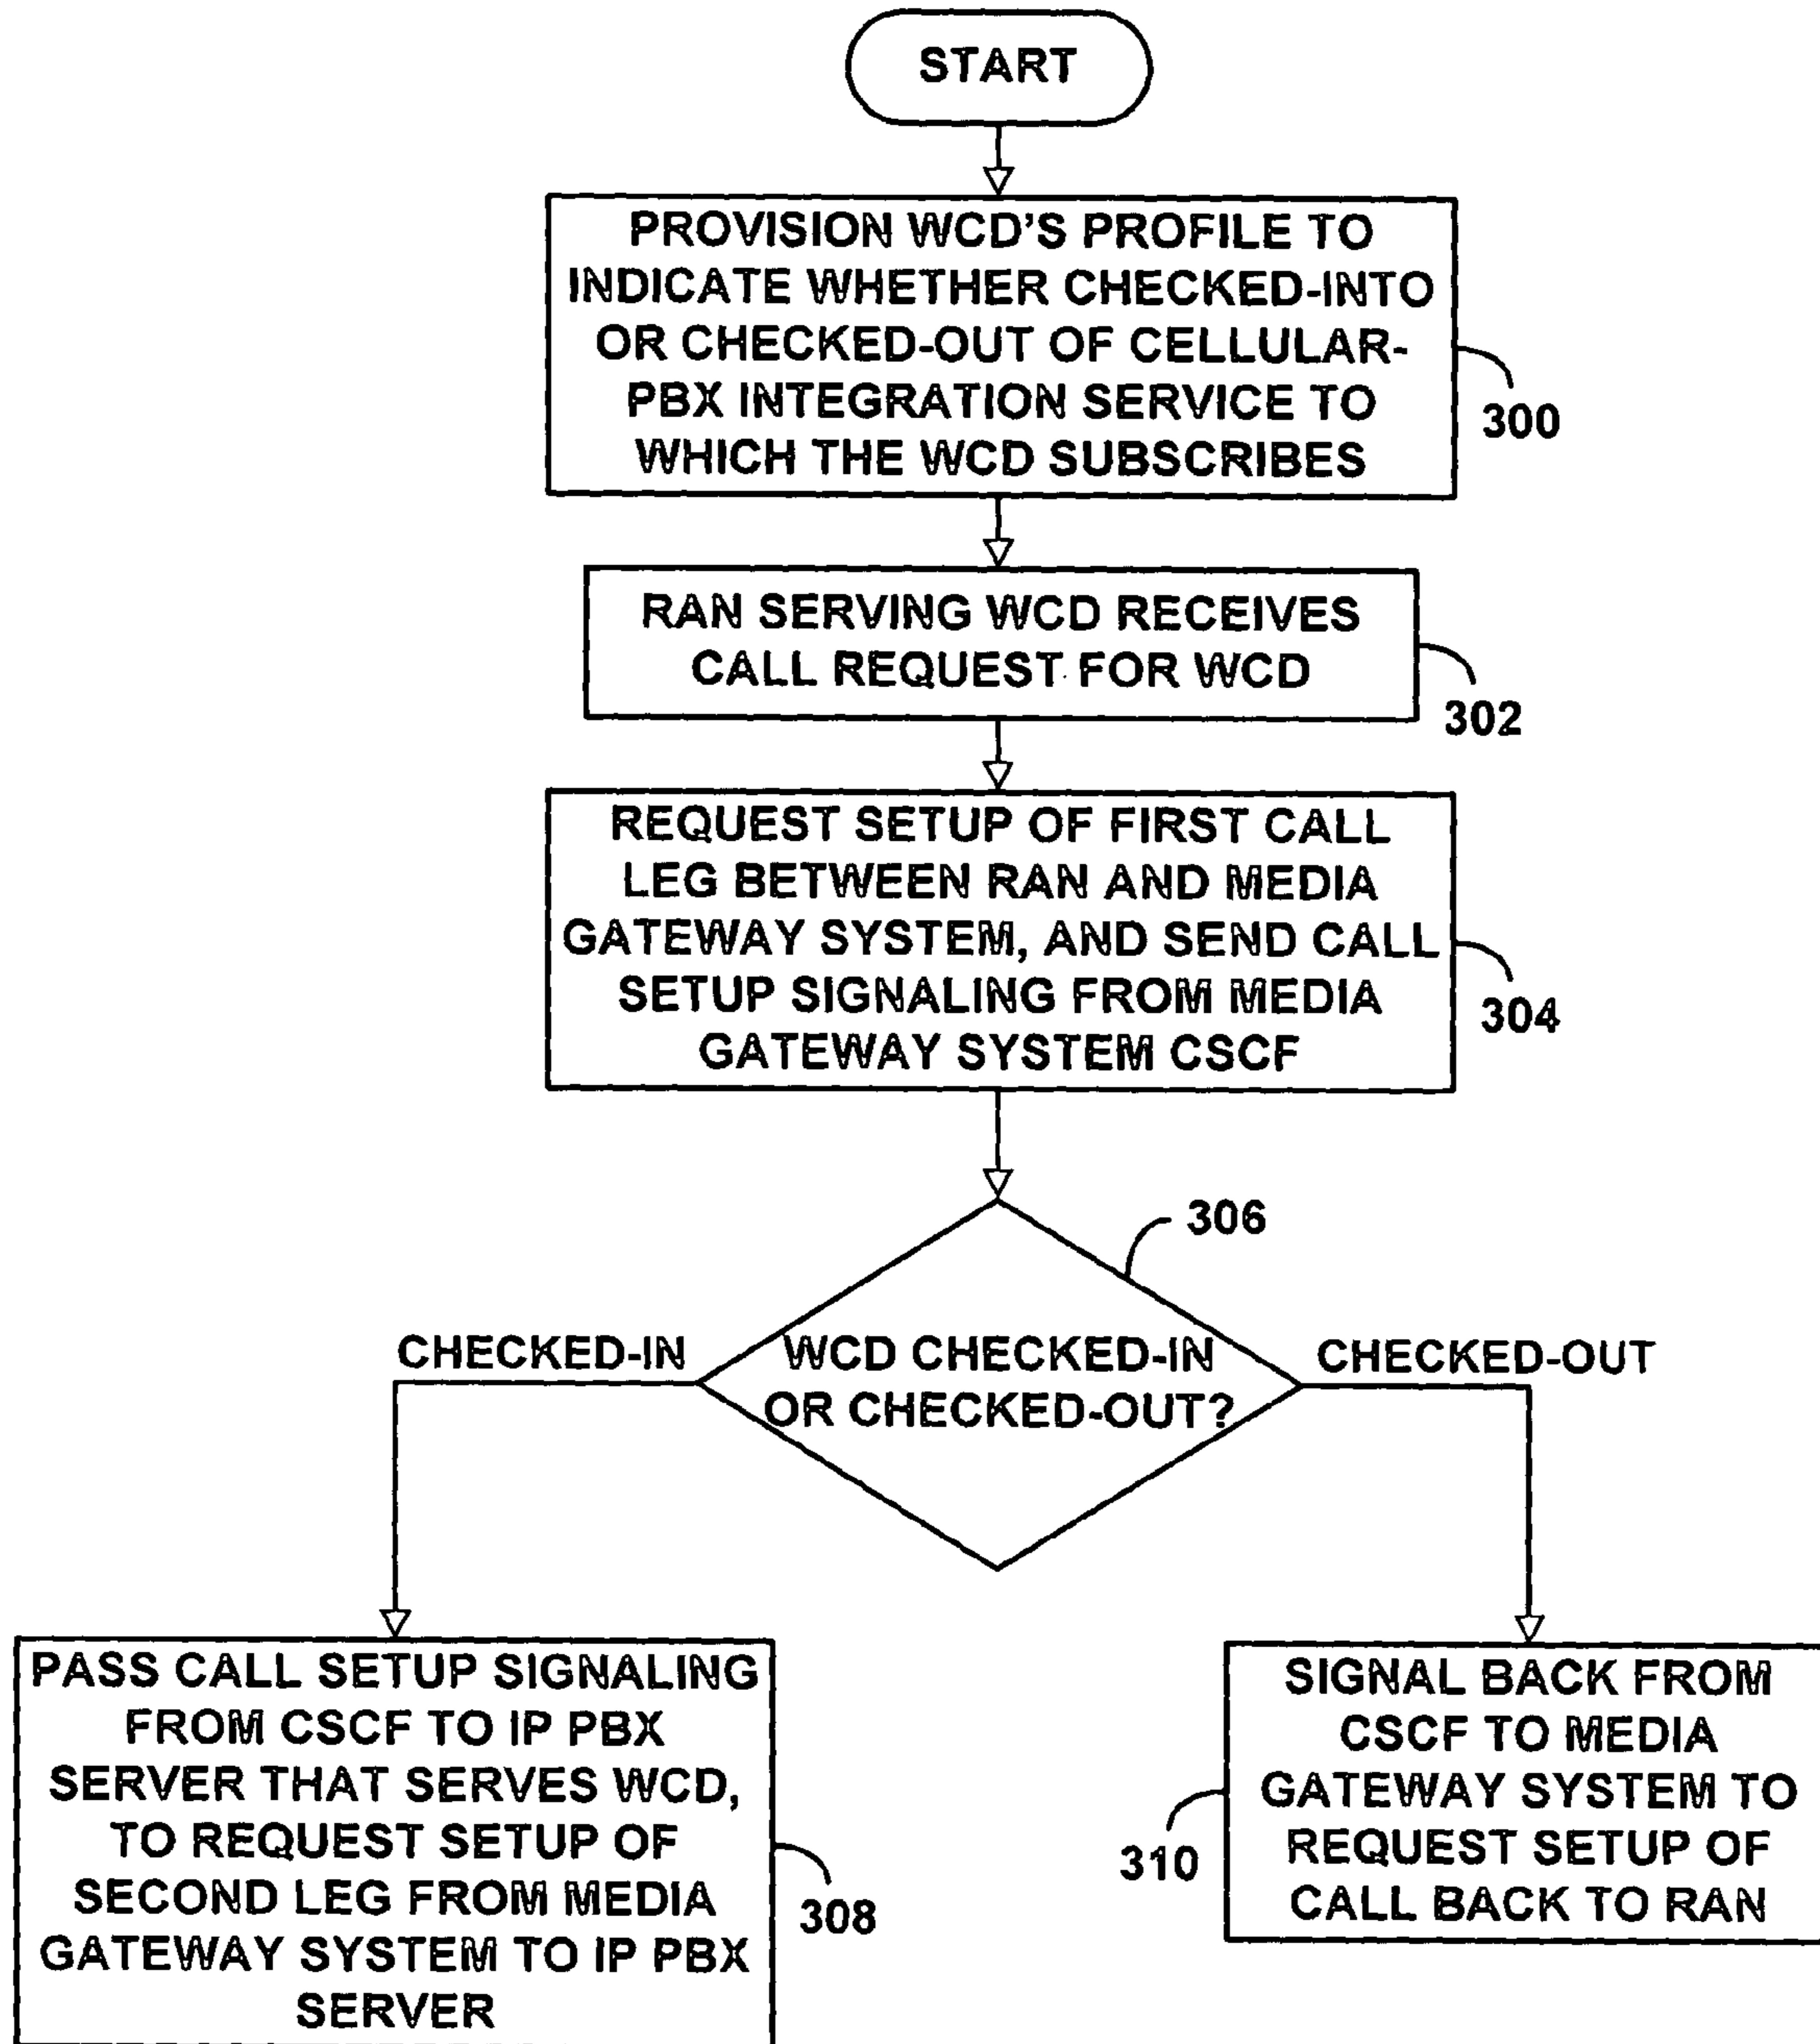 START
PROVISION WCD'S PROFILE TO
INDICATE WHETHER CHECKED-INTO
OR CHECKED-OUT OF CELLULAR-
PBX INTEGRATION SERVICE TO
WHICH THE WCD SUBSCRIBES
300
RAN SERVING WCD RECEIVES
CALL REQUEST FOR WCD
302
REQUEST SETUP OF FIRST CALL
LEG BETWEEN RAN AND MEDIA
GATEWAY SYSTEM, AND SEND CALL
SETUP SIGNALING FROM MEDIA
GATEWAY SYSTEM CSCF
304
306
CHECKED-IN
WCD CHECKED-IN
OR CHECKED-OUT?
CHECKED-OUT
PASS CALL SETUP SIGNALING
FROM CSCF TO IP PBX
SERVER THAT SERVES WCD,
TO REQUEST SETUP OF
SECOND LEG FROM MEDIA
GATEWAY SYSTEM TO IP PBX
SERVER
308
SIGNAL BACK FROM
CSCF TO MEDIA
GATEWAY SYSTEM TO
REQUEST SETUP OF
CALL BACK TO RAN
310